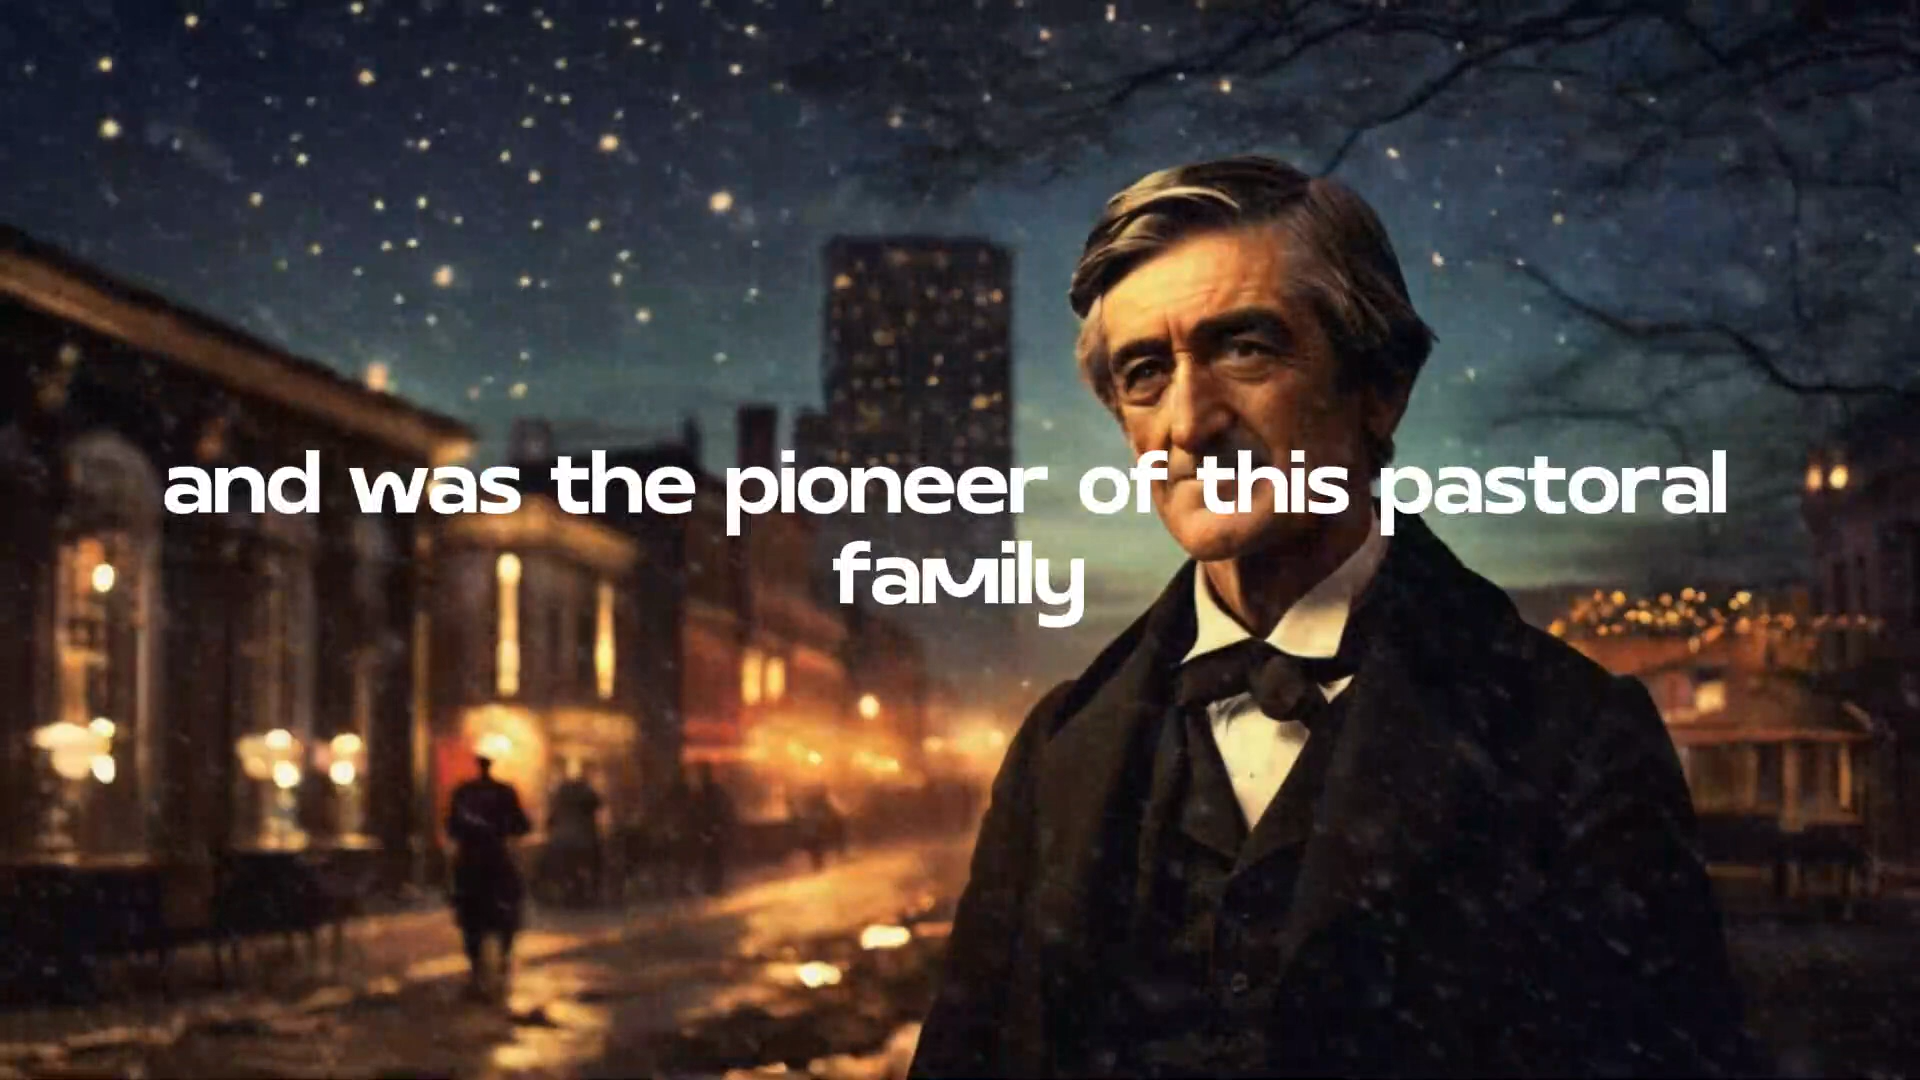 and was the pioneer of this pastoral
family